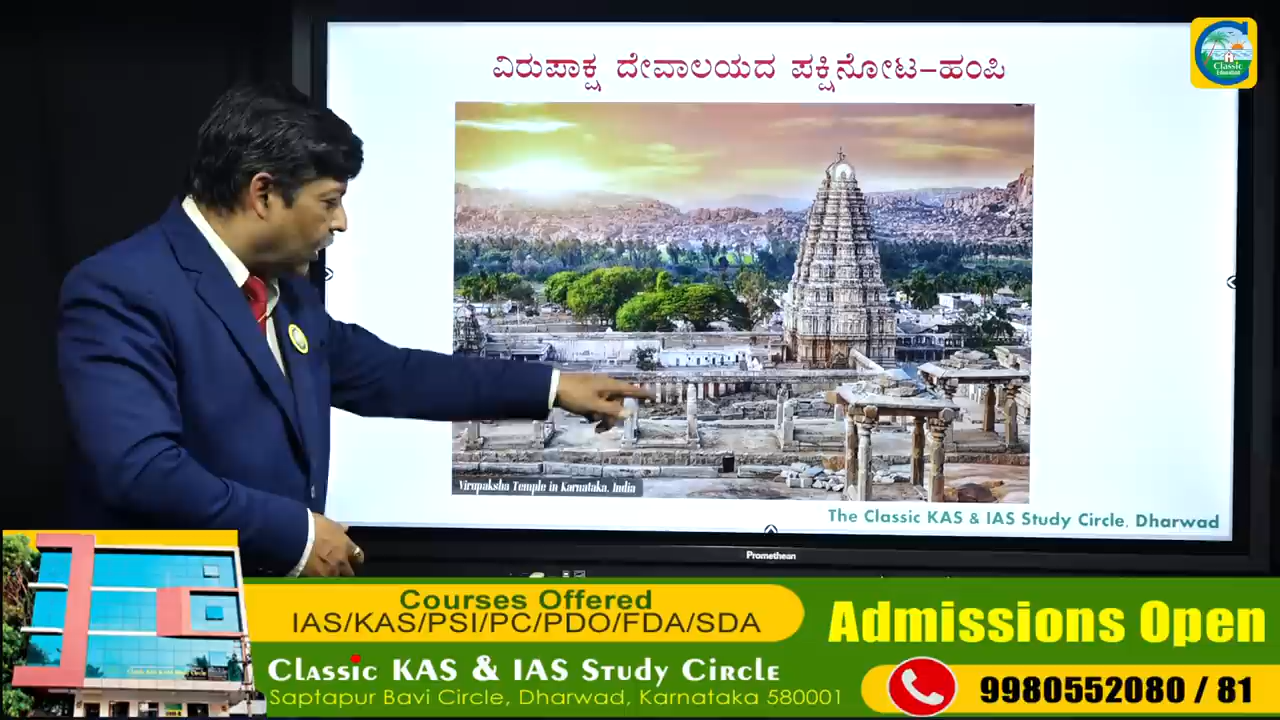 ವಿರುಪಾಕ್ಷ ದೇವಾಲಯದ ಪಕ್ಷಿನೋಟ-ಹಂಪಿ
Classic
Education
Virupaksha Temple in Karnataka, India
The Classic KAS & IAS Study Circle, Dharwad
Promethean
Courses Offered
IAS/KAS/PSI/PC/PDO/FDA/SDA
Admissions Open
Classic KAS & IAS Study Circle
Saptapur Bavi Circle, Dharwad, Karnataka 580001
9980552080 / 81